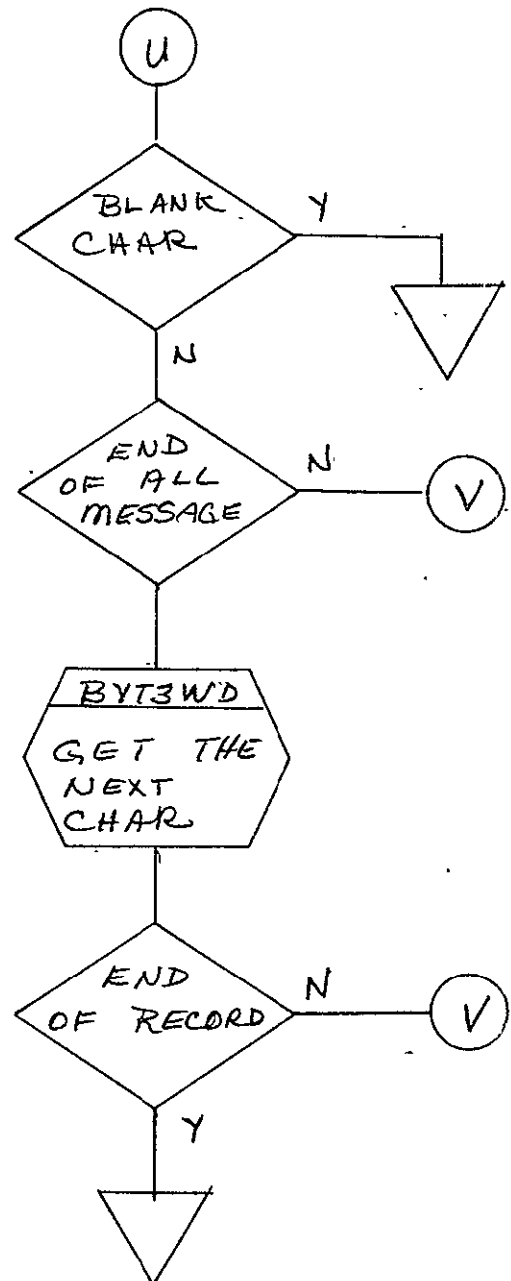 U
BLANK
CHAR
Y
N
END
OF ALL
MESSAGE
N
V
BYT3WD
GET THE
NEXT
CHAR
END
OF RECORD
N
V
Y